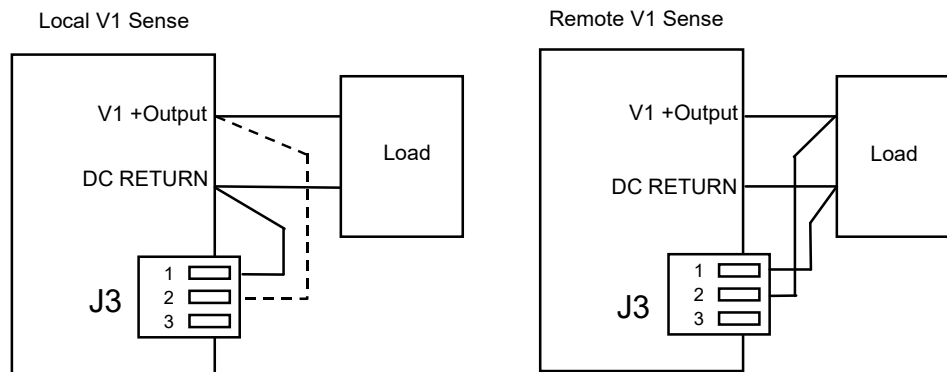 Local V1 Sense
V1 +Output
DC RETURN
Load
J3
1
2
3
Remote V1 Sense
V1 +Output
DC RETURN
Load
J3
1
2
3